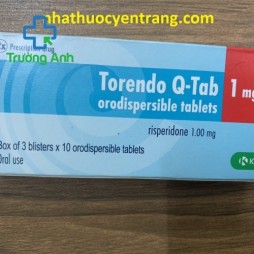 nhathuocyentrang.com
Prescription drug
Trường Anh
Torendo Q-Tab
1 mg
orodispersible tablets
risperidone 1.00 mg
Box of 3 blisters x 10 orodispersible tablets
Oral use